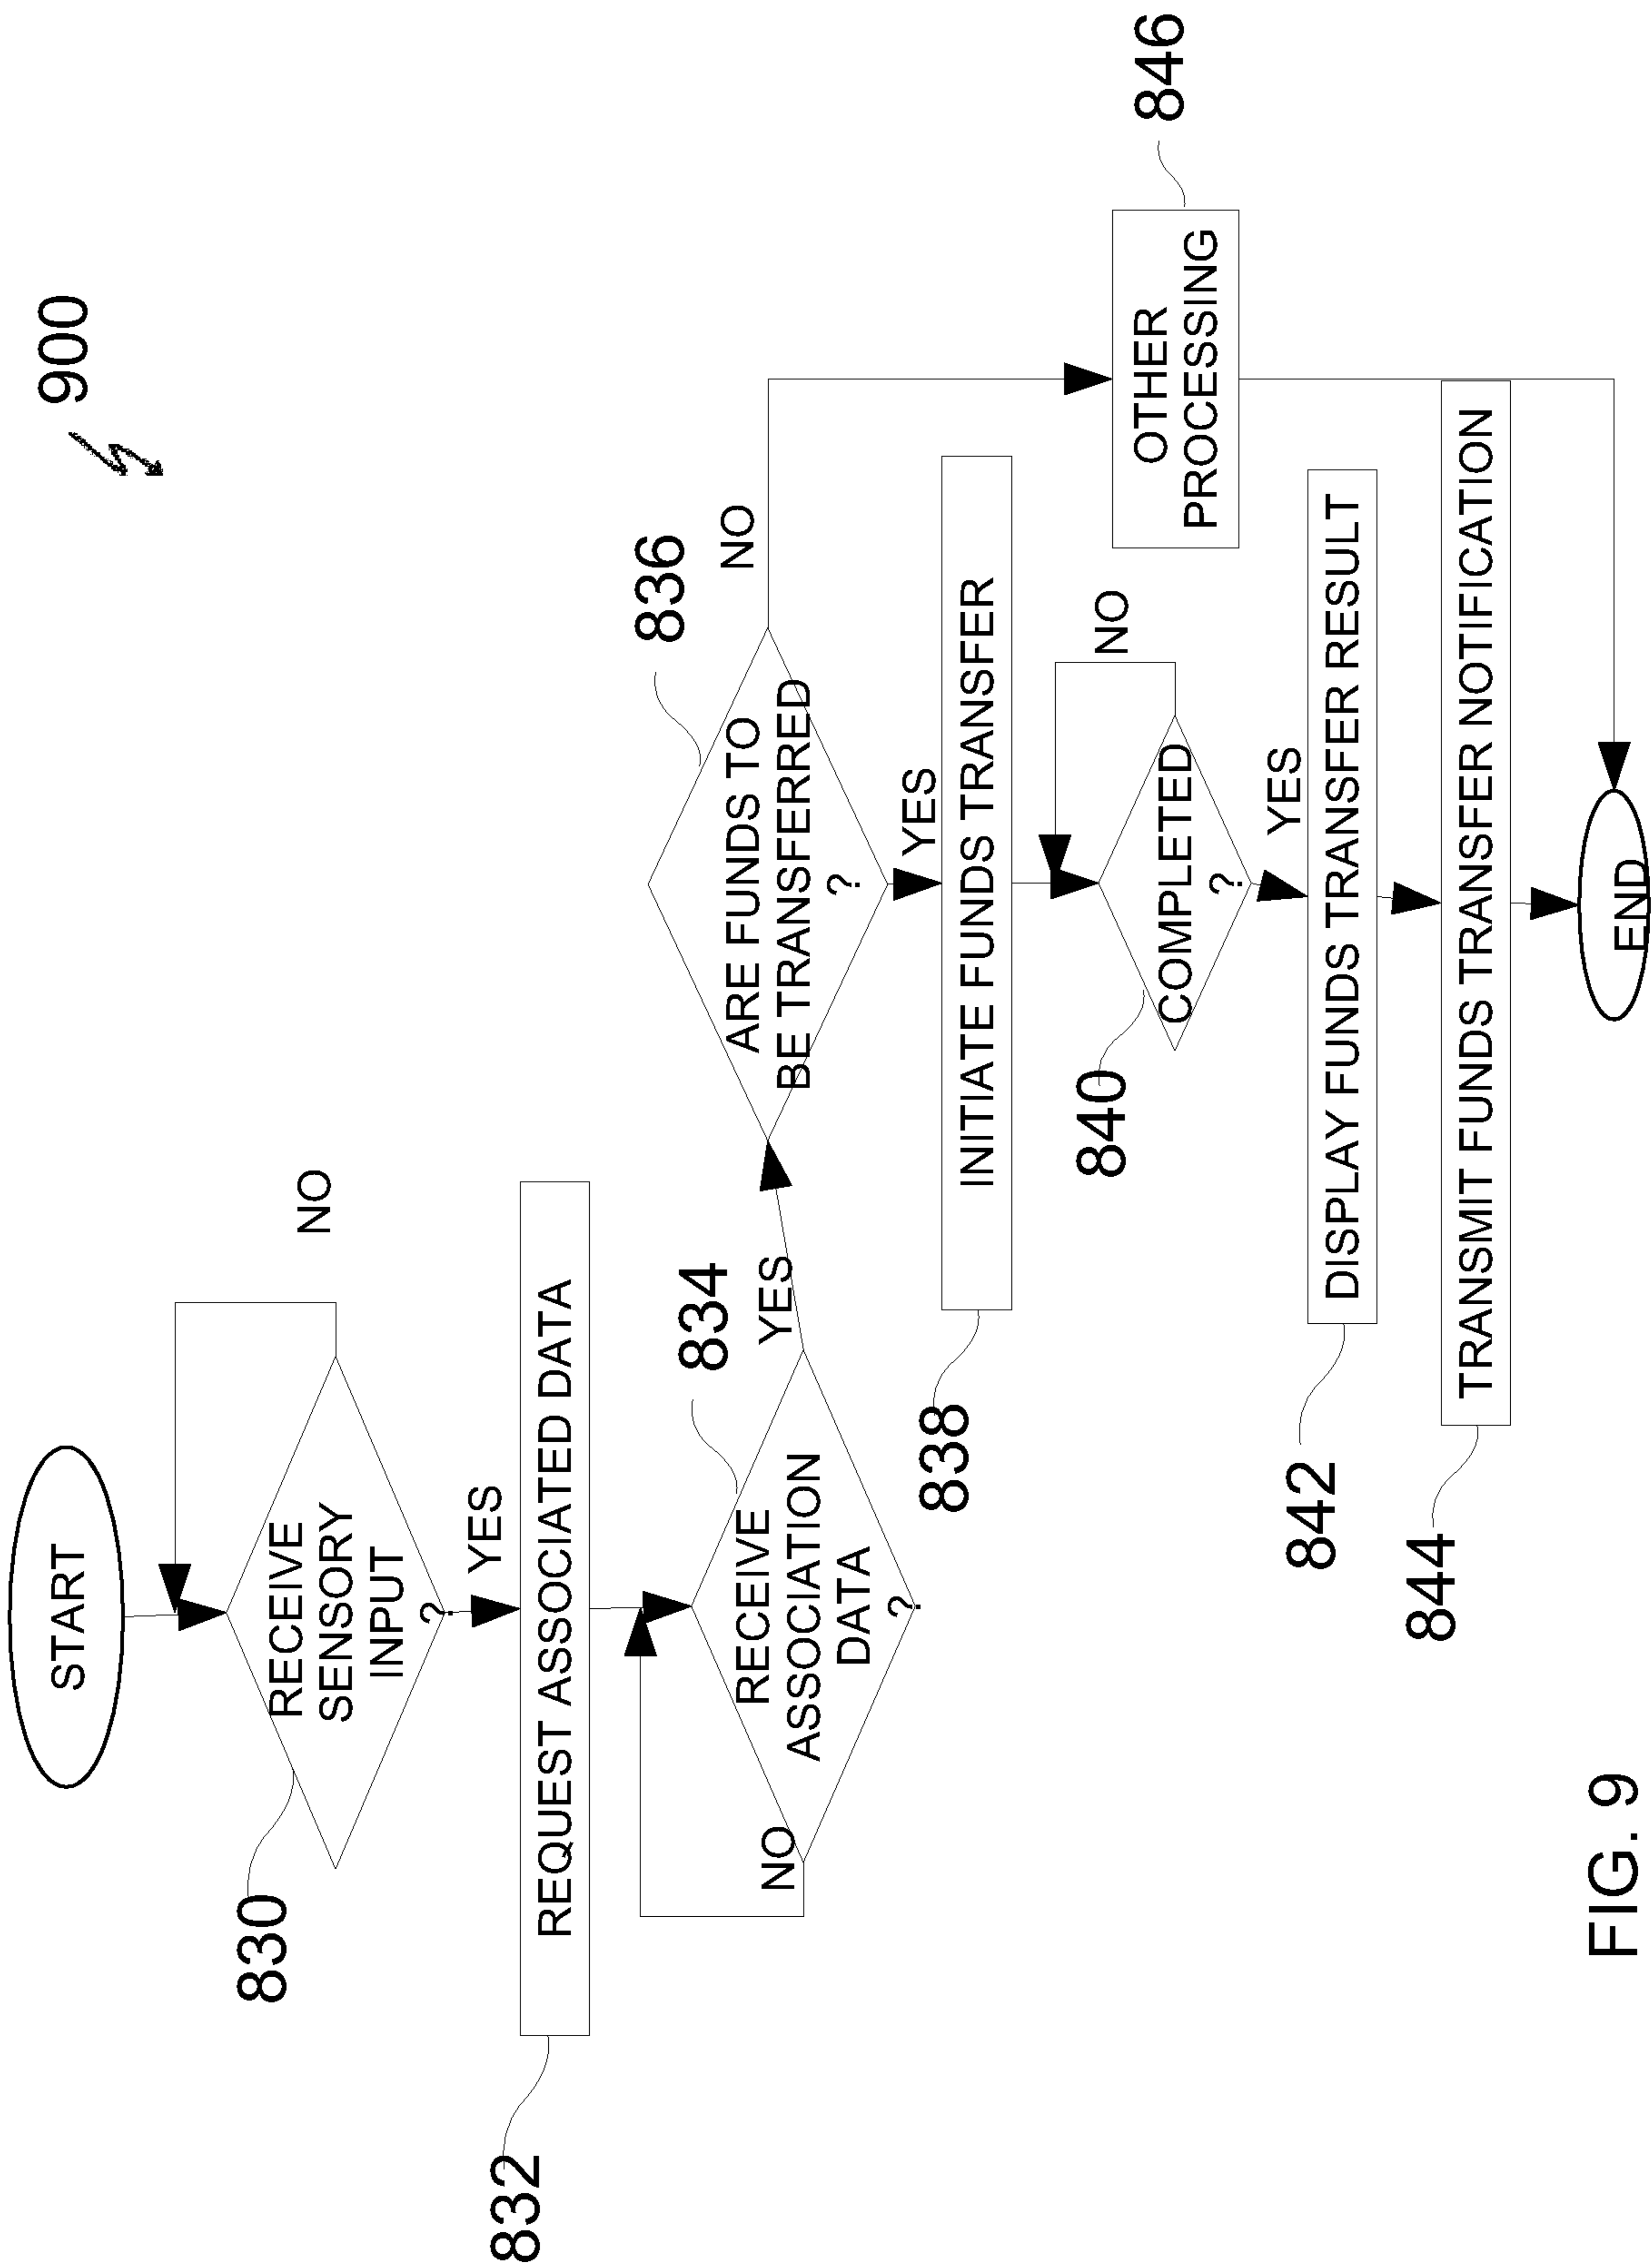 900
START
830
RECEIVE
SENSORY
INPUT
?
NO
YES
832
REQUEST ASSOCIATED DATA
834
RECEIVE
ASSOCIATION
DATA
?
NO
YES
836
ARE FUNDS TO
BE TRANSFERRED
?
NO
YES
838
INITIATE FUNDS TRANSFER
840
COMPLETED
?
NO
YES
842
DISPLAY FUNDS TRANSFER RESULT
844
TRANSMIT FUNDS TRANSFER NOTIFICATION
OTHER
PROCESSING
846
END
FIG. 9